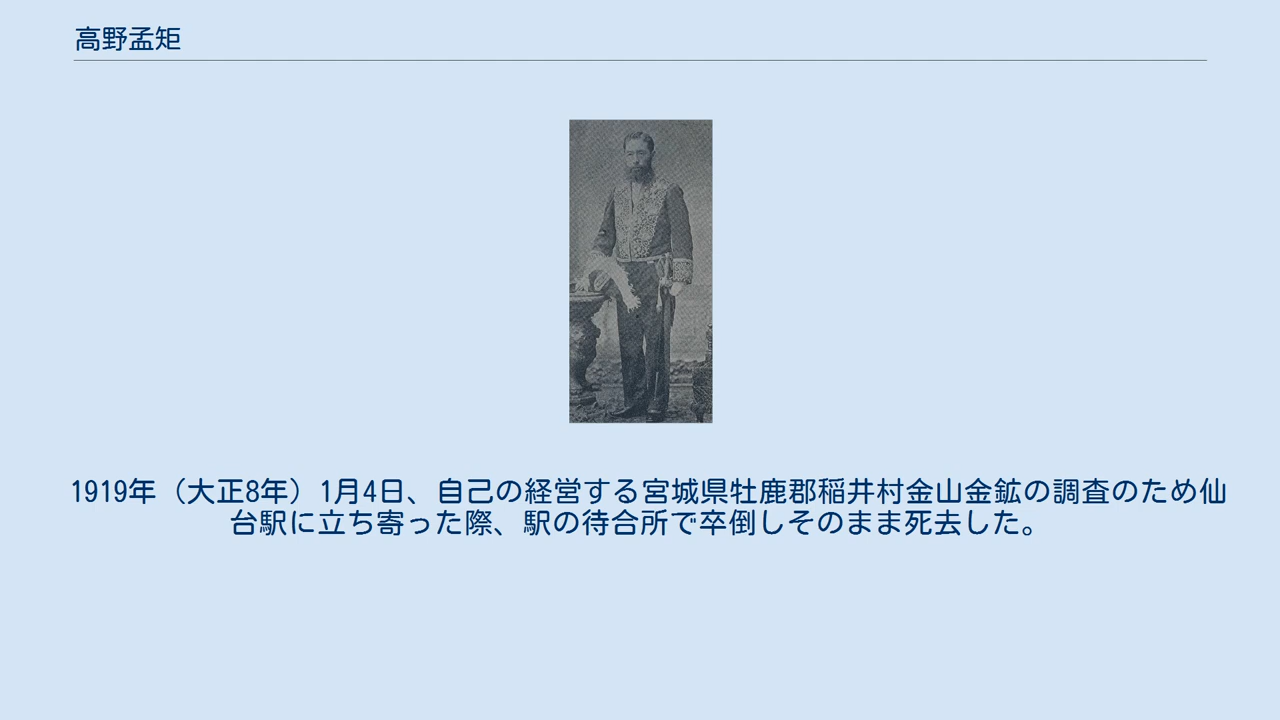 高野孟矩
1919年（大正8年）1月4日、自己の経営する宮城県牡鹿郡稲井村金山金鉱の調査のため仙
台駅に立ち寄った際、駅の待合所で卒倒しそのまま死去した。